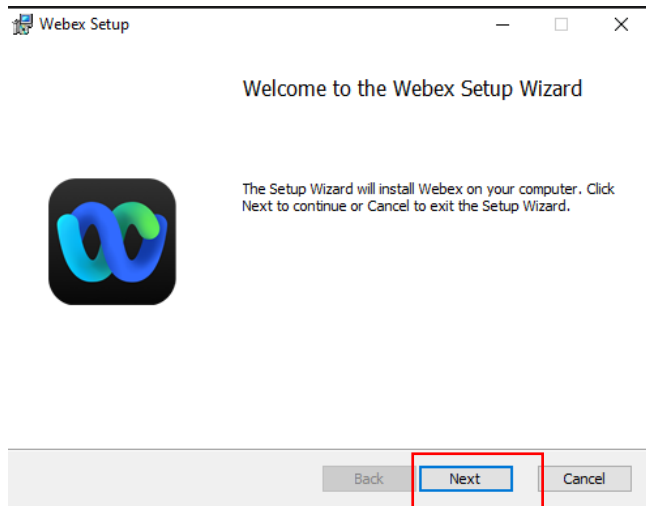 Webex Setup
Welcome to the Webex Setup Wizard
The Setup Wizard will install Webex on your computer. Click
Next to continue or Cancel to exit the Setup Wizard.
Back Next Cancel